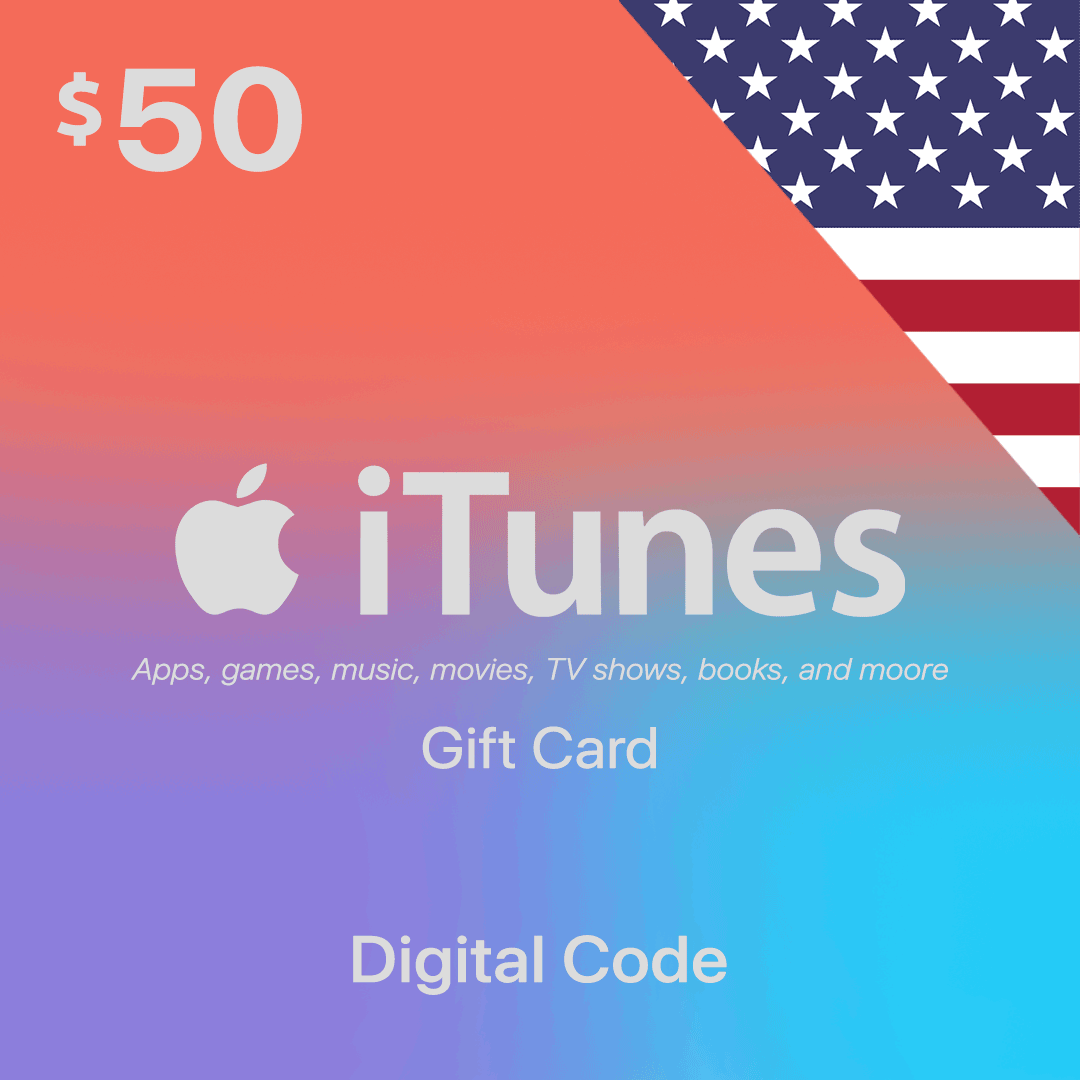 $50
iTunes
Apps, games, music, movies, TV shows, books, and moore
Gift Card
Digital Code